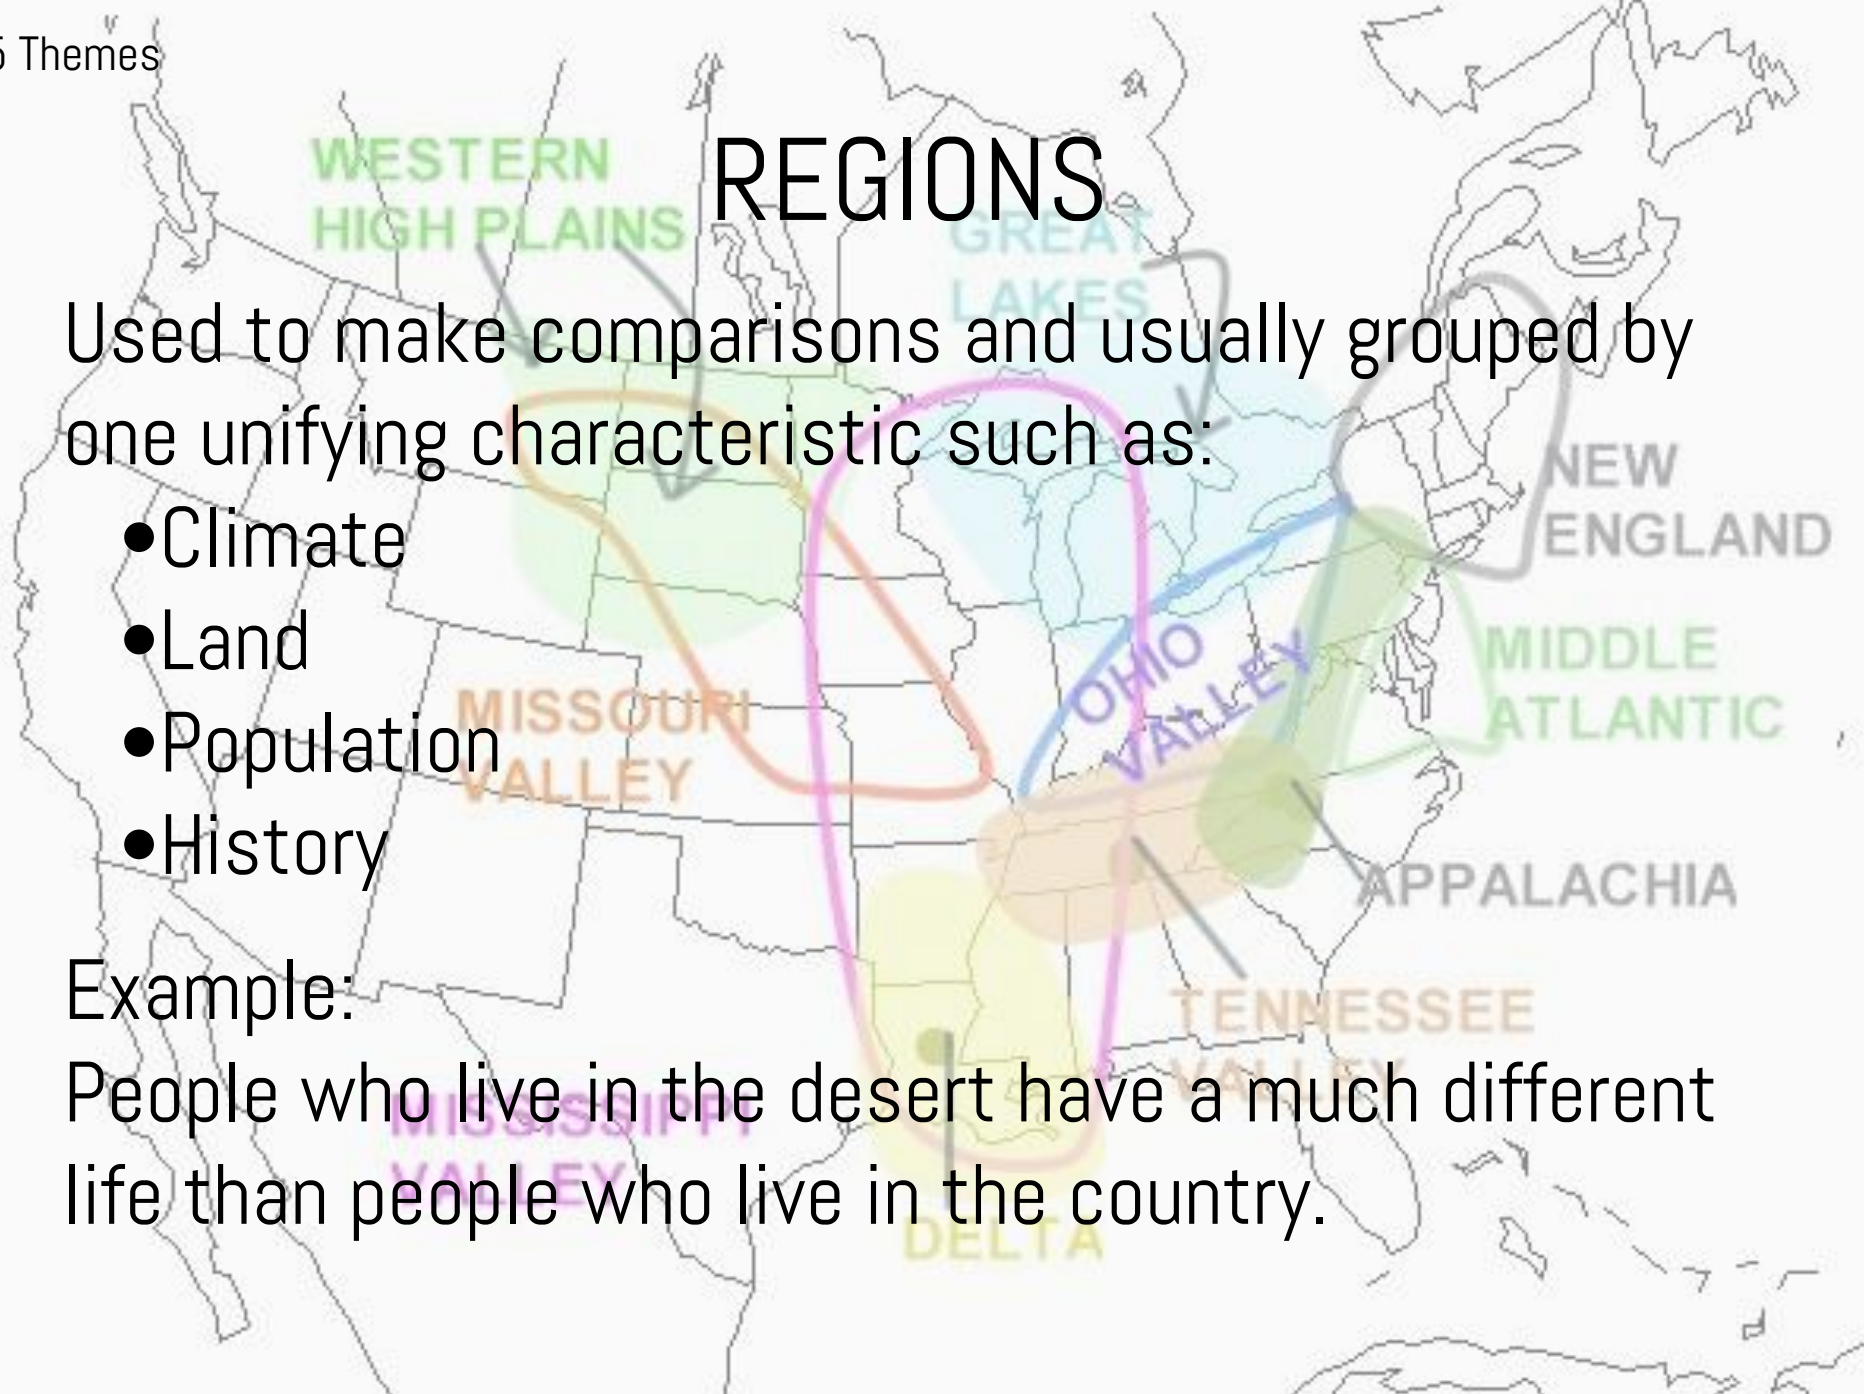 5 Themes
REGIONS
WESTERN
HIGH PLAINS
GREAT
LAKES
Used to make comparisons and usually grouped by
one unifying characteristic such as:
•Climate
•Land
•Population
•History
NEW
ENGLAND
OHIO
VALLEY
MIDDLE
ATLANTIC
MISSOURI
VALLEY
APPALACHIA
TENNESSEE
VALLEY
Example:
People who live in the desert have a much different
life than people who live in the country.
MISSISSIPPI
VALLEY
DELTA